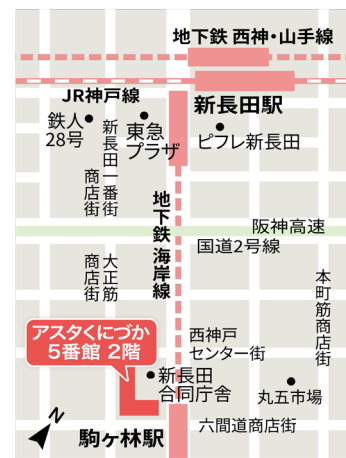 地下鉄 西神・山手線
JR神戸線
新長田駅
鉄人
28号
新長田一番街
商店街
東急
プラザ
ピフレ新長田
地下鉄 海岸線
阪神高速
国道2号線
大正筋
商店街
本町筋商店街
アスタくにづか
5番館 2階
西神戸
センター街
新長田
合同庁舎
丸五市場
六間道商店街
N
駒ヶ林駅